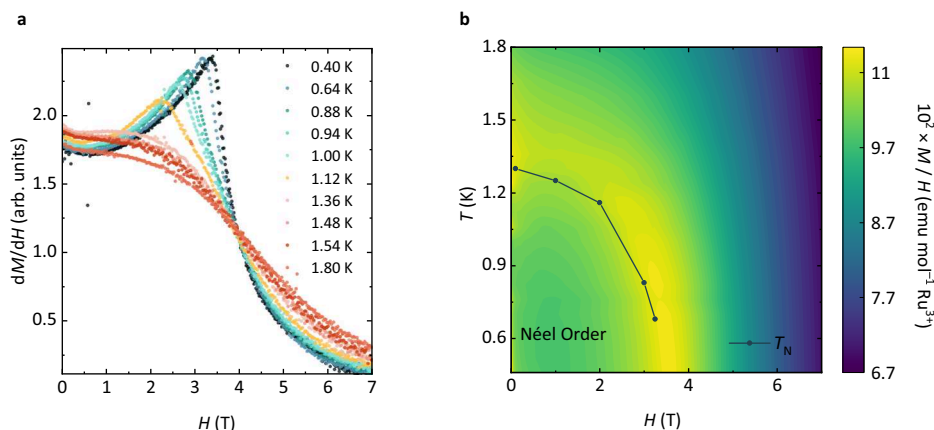 a
dM/dH (arb. units)
2.0
1.5
1.0
0.5
0 1 2 3 4 5 6 7
H (T)
0.40 K
0.64 K
0.88 K
0.94 K
1.00 K
1.12 K
1.36 K
1.48 K
1.54 K
1.80 K
b
T (K)
1.8
1.5
1.2
0.9
0.6
0 2 4 6
H (T)
Néel Order
T_N
11
9.7
8.7
7.7
6.7
10² × M / H (emu mol⁻¹ Ru³⁺)